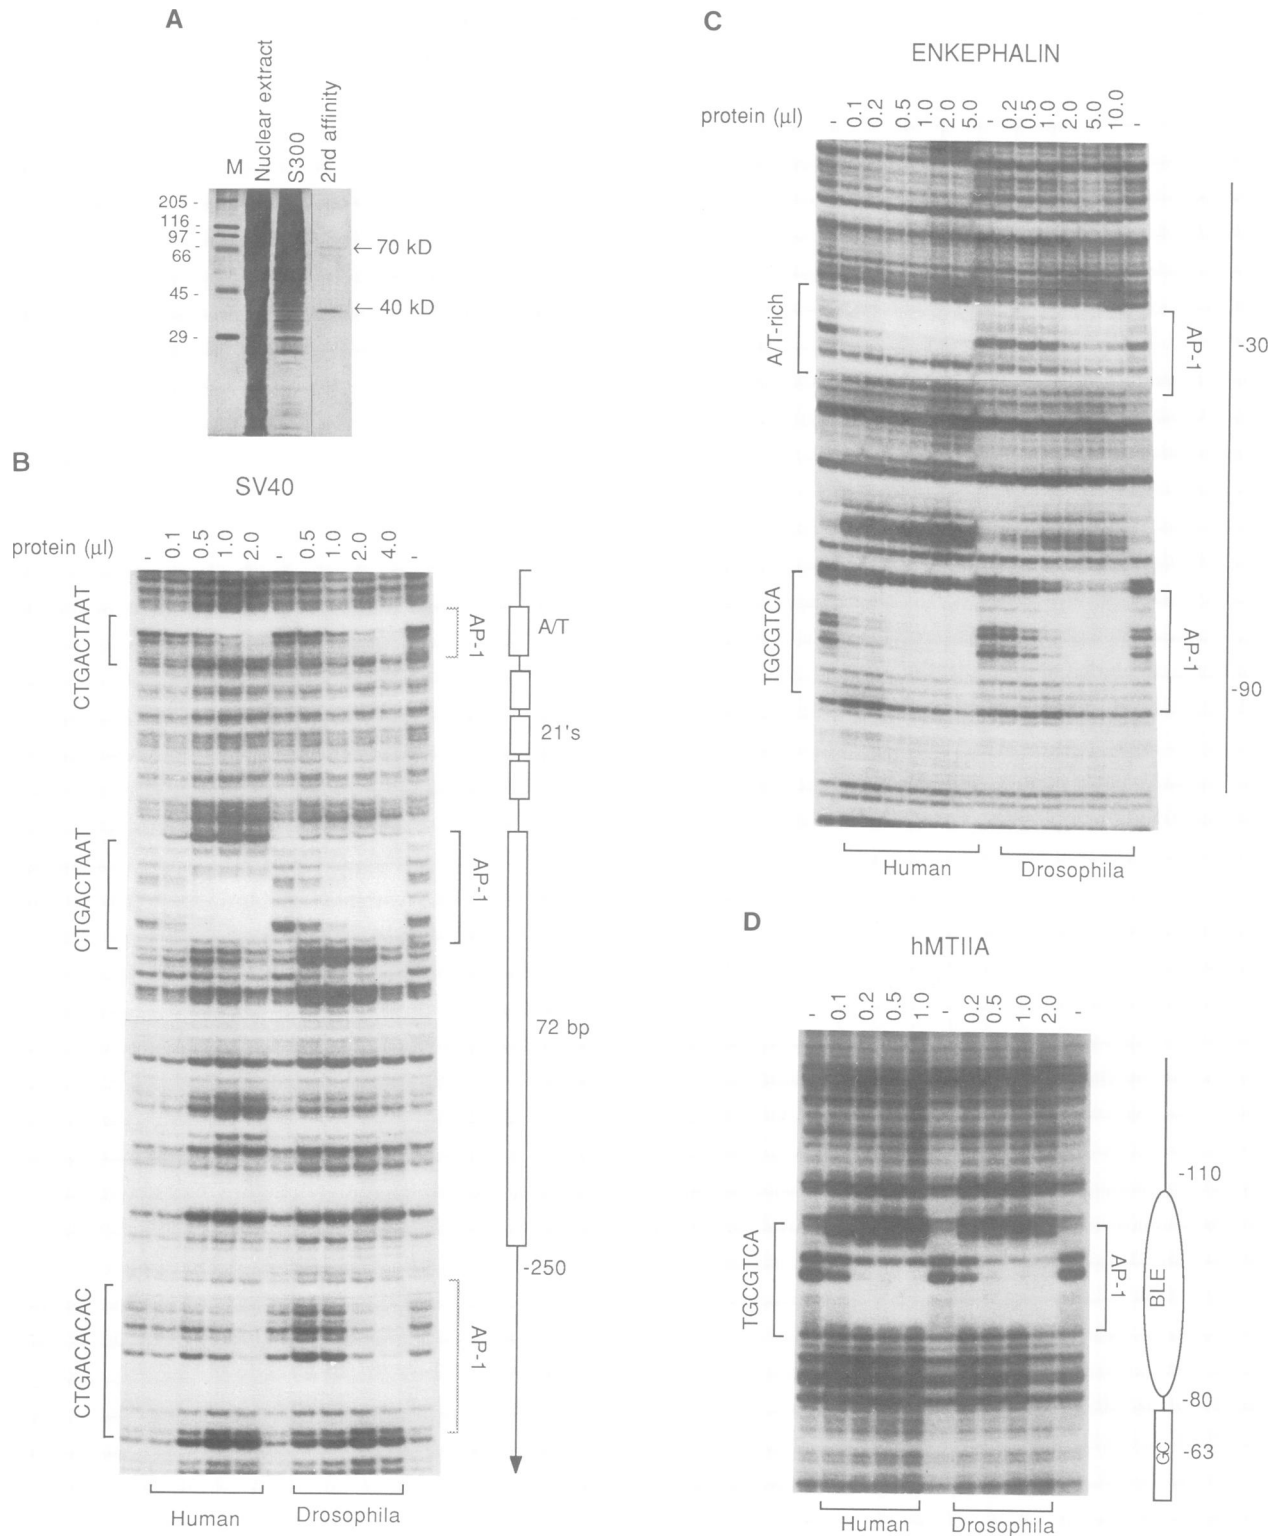 A
M
Nuclear extract
S300
2nd affinity
205 -
116 -
97 -
66 -
45 -
29 -
←70 kD
←40 kD
B
SV40
protein (μl)
- 0.1 0.5 1.0 2.0 - 0.5 1.0 2.0 4.0 -
CTGACTAAT
CTGACTAAT
CTGACACAC
AP-1
AP-1
AP-1
A/T
21's
72 bp
-250
Human
Drosophila
C
ENKEPHALIN
protein (μl)
- 0.1 0.2 0.5 1.0 2.0 5.0 - 0.2 0.5 1.0 2.0 5.0 10.0 -
A/T-rich
TGCGTCA
AP-1
AP-1
-30
-90
Human
Drosophila
D
hMTIIA
- 0.1 0.2 0.5 1.0 - 0.2 0.5 1.0 2.0 -
TGCGTCA
AP-1
-110
BLE
-80
GC
-63
Human
Drosophila